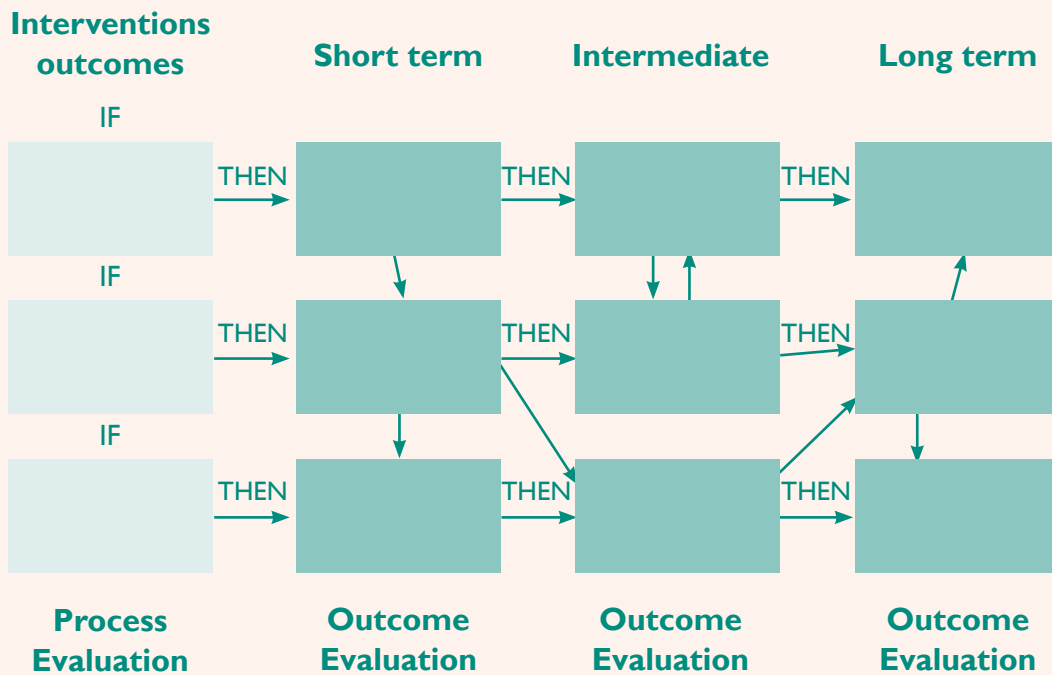 Interventions
outcomes
Short term
Intermediate
Long term
IF
THEN
THEN
THEN
IF
THEN
THEN
THEN
IF
THEN
THEN
THEN
Process
Evaluation
Outcome
Evaluation
Outcome
Evaluation
Outcome
Evaluation